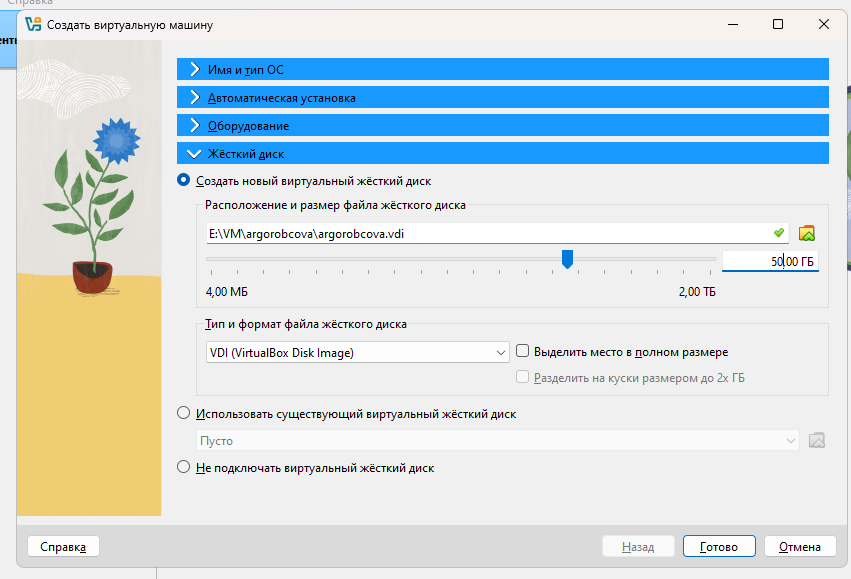 Справка
Создать виртуальную машину
Имя и тип ОС
Автоматическая установка
Оборудование
Жёсткий диск
Создать новый виртуальный жёсткий диск
Расположение и размер файла жёсткого диска
E:\VM\argorobcova\argorobcova.vdi
50,00 ГБ
4,00 МБ
2,00 ТБ
Тип и формат файла жёсткого диска
VDI (VirtualBox Disk Image)
Выделить место в полном размере
Разделить на куски размером до 2х ГБ
Использовать существующий виртуальный жёсткий диск
Пусто
Не подключать виртуальный жёсткий диск
Справка
Назад
Готово
Отмена